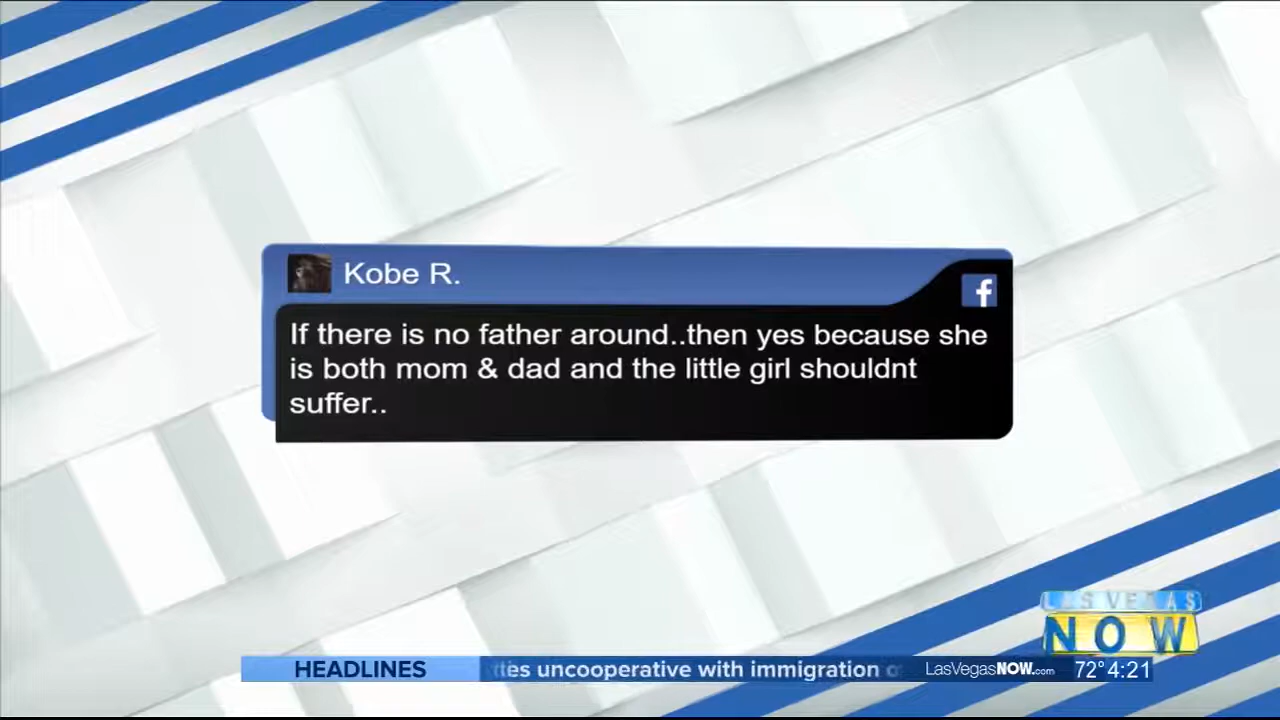 Kobe R.
If there is no father around..then yes because she
is both mom & dad and the little girl shouldnt
suffer..
LAS VEGAS
NOW
HEADLINES
uncooperative with immigration
LasVegasNOW.com
72° 4:21